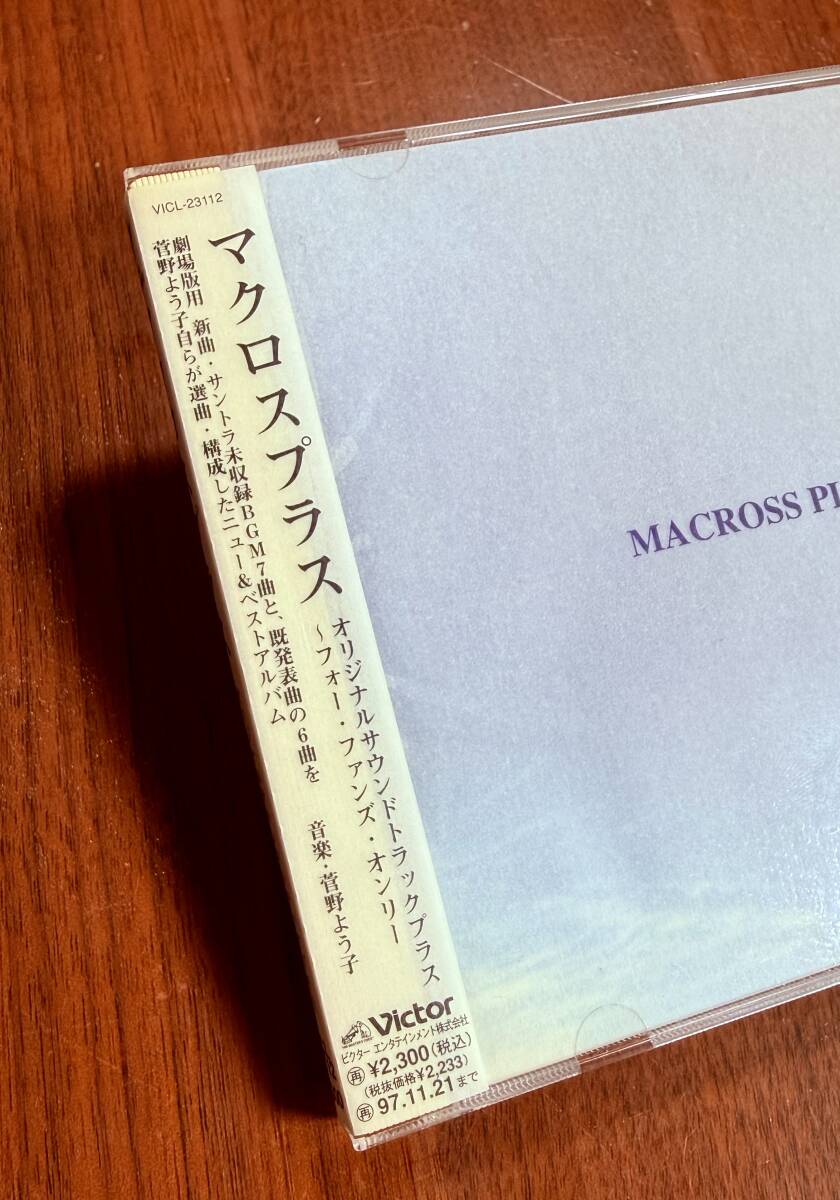 VICL-23112
マクロスプラス
オリジナルサウンドトラックプラス
～フォー・ファンズ・オンリー
劇場版用 新曲・サントラ未収録BGM7曲と、既発表曲の6曲を
菅野よう子自らが選曲・構成したニュー&ベストアルバム
音楽・菅野よう子
Victor
ビクター エンタテインメント株式会社
再 ¥2,300(税込)
(税抜価格¥2,233)
再 97.11.21まで
MACROSS PL